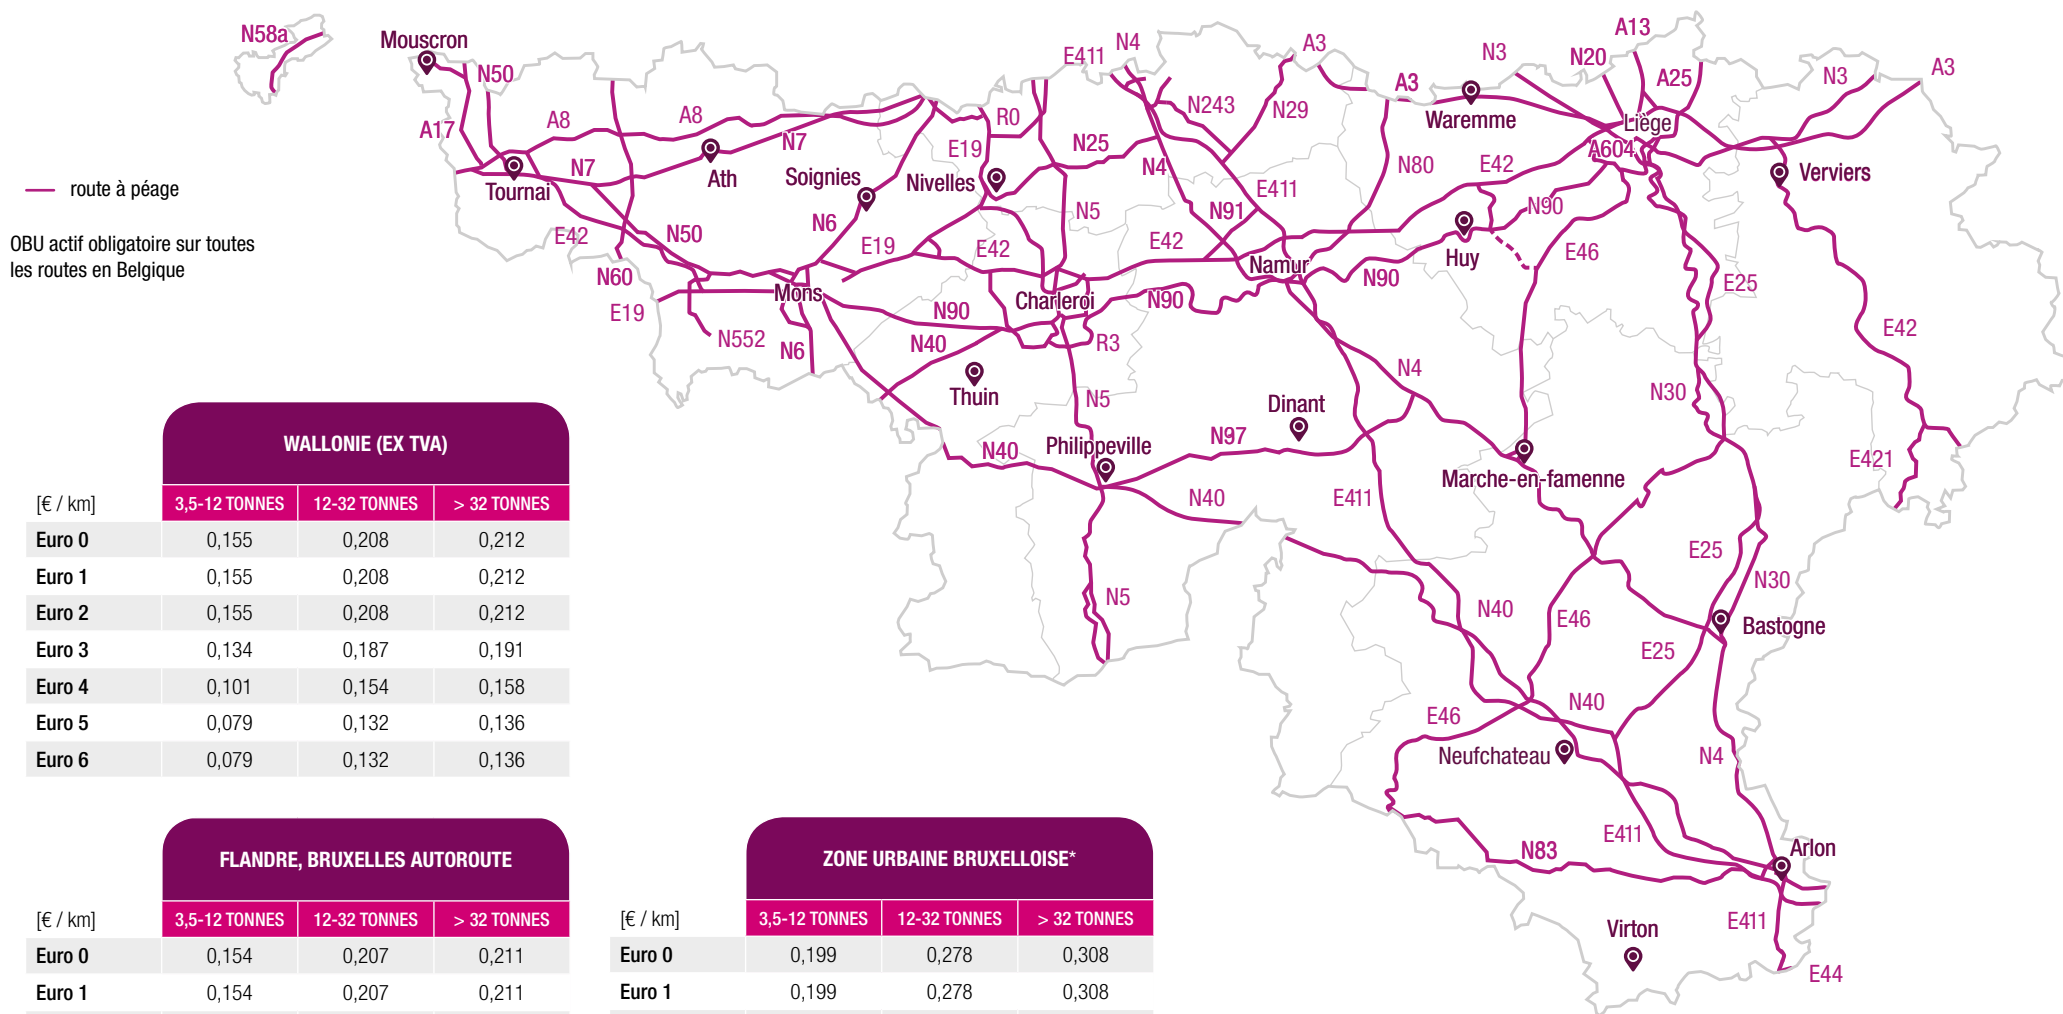 N58a
Mouscron
N50
A17
A8
A8
N7
N7
Tournai
Ath
Soignies
Nivelles
E19
R0
E411
N4
N243
N29
A3
N25
N4
E411
N91
N5
N6
E19
E42
E42
E42
N50
N60
E19
N552
N6
Mons
N90
N40
Charleroi
R3
N90
Namur
N90
Huy
N90
E42
N80
A3
Waremme
N3
N20
A13
A25
N3
A3
Liège
A604
Verviers
E46
E25
E42
N30
E421
Thuin
N5
Philippeville
N40
N97
Dinant
N4
N40
E411
Marche-en-famenne
N5
N40
E46
E25
N30
Bastogne
E25
N40
E46
Neufchateau
N4
E411
N83
Arlon
E411
Virton
E44
route à péage
OBU actif obligatoire sur toutes
les routes en Belgique
WALLONIE (EX TVA)
[€ / km] 3,5-12 TONNES 12-32 TONNES > 32 TONNES
Euro 0 0,155 0,208 0,212
Euro 1 0,155 0,208 0,212
Euro 2 0,155 0,208 0,212
Euro 3 0,134 0,187 0,191
Euro 4 0,101 0,154 0,158
Euro 5 0,079 0,132 0,136
Euro 6 0,079 0,132 0,136
FLANDRE, BRUXELLES AUTOROUTE
[€ / km] 3,5-12 TONNES 12-32 TONNES > 32 TONNES
Euro 0 0,154 0,207 0,211
Euro 1 0,154 0,207 0,211
ZONE URBAINE BRUXELLOISE*
[€ / km] 3,5-12 TONNES 12-32 TONNES > 32 TONNES
Euro 0 0,199 0,278 0,308
Euro 1 0,199 0,278 0,308